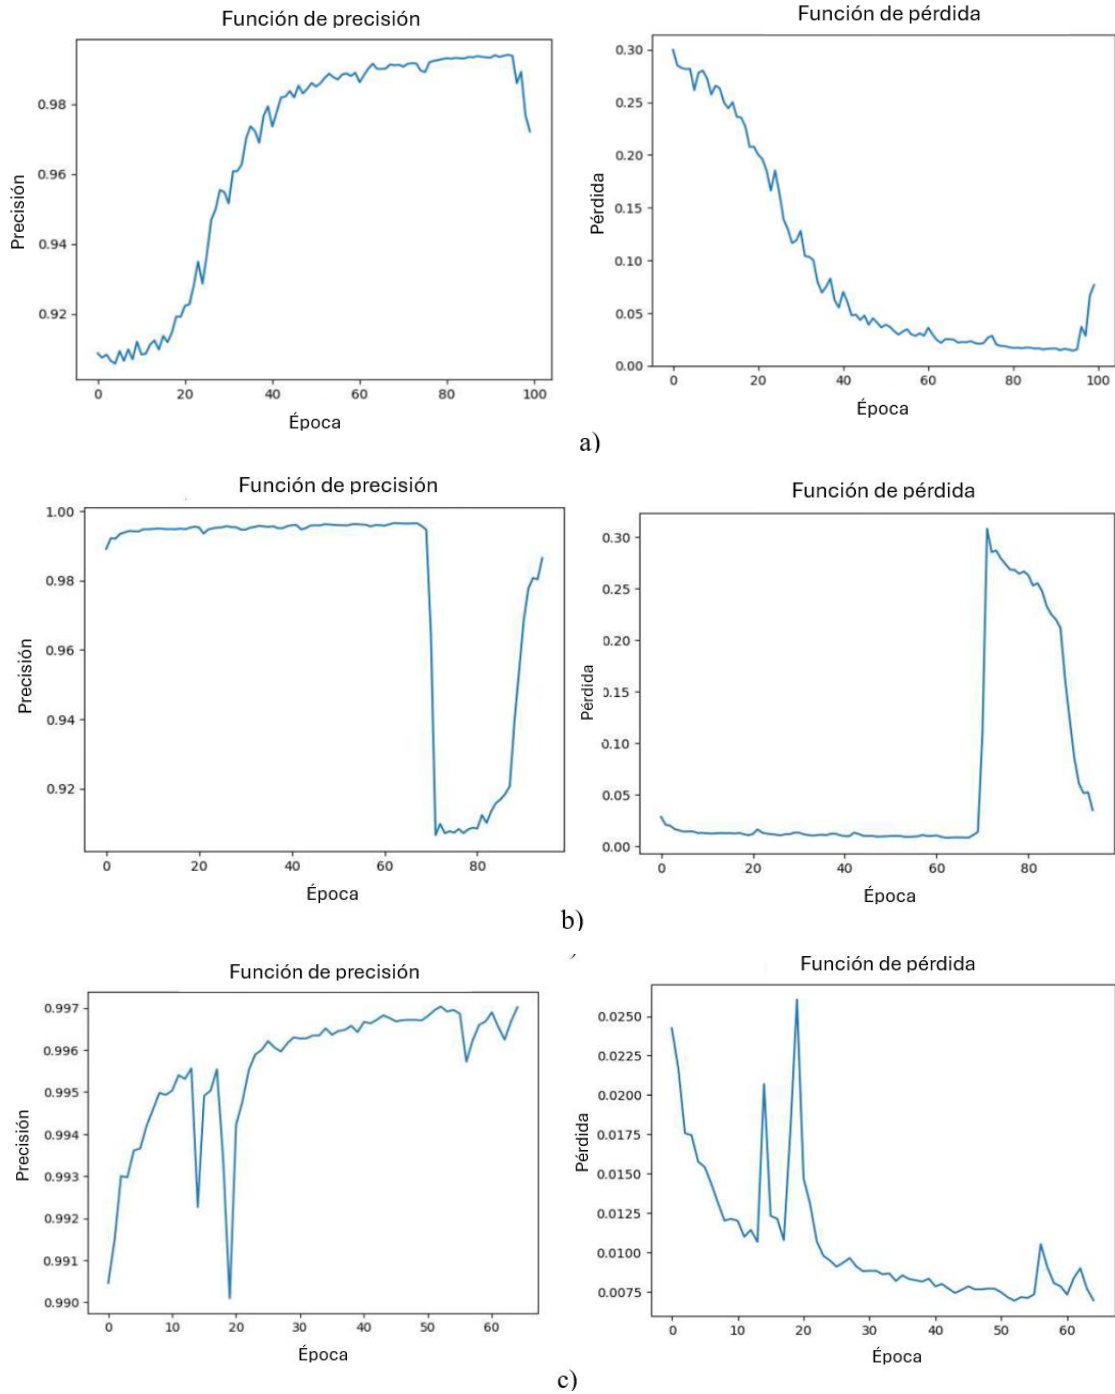 Función de precisión
Precisión
0.98
0.96
0.94
0.92
0 20 40 60 80 100
Época
Función de pérdida
Pérdida
0.30
0.25
0.20
0.15
0.10
0.05
0.00
0 20 40 60 80 100
Época
a)
Función de precisión
Precisión
1.00
0.98
0.96
0.94
0.92
0 20 40 60 80
Época
Función de pérdida
Pérdida
0.30
0.25
0.20
0.15
0.10
0.05
0.00
0 20 40 60 80
Época
b)
Función de precisión
Precisión
0.997
0.996
0.995
0.994
0.993
0.992
0.991
0.990
0 10 20 30 40 50 60
Época
Función de pérdida
Pérdida
0.0250
0.0225
0.0200
0.0175
0.0150
0.0125
0.0100
0.0075
0 10 20 30 40 50 60
Época
c)